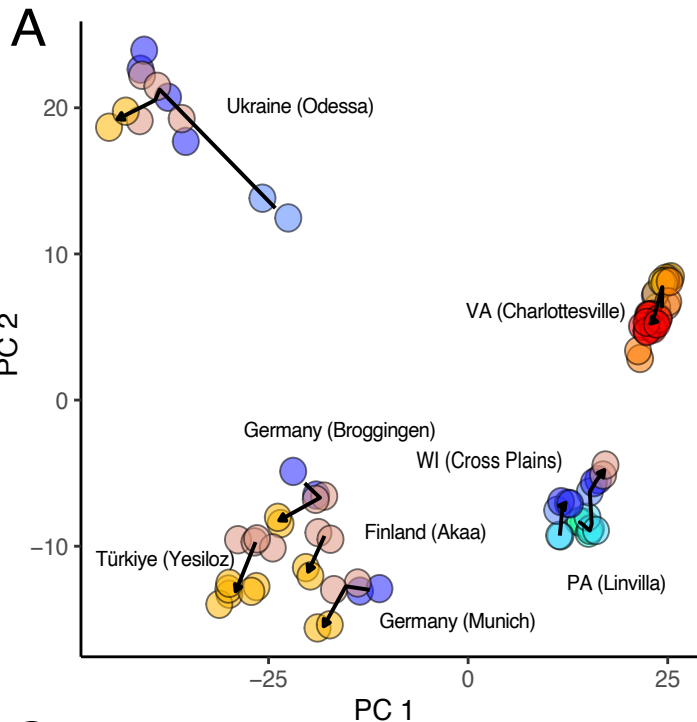 A
20
Ukraine (Odessa)
10
VA (Charlottesville)
PC 2
0
Germany (Broggingen)
WI (Cross Plains)
−10
Finland (Akaa)
Türkiye (Yesiloz)
PA (Linvilla)
Germany (Munich)
−25
0
25
PC 1